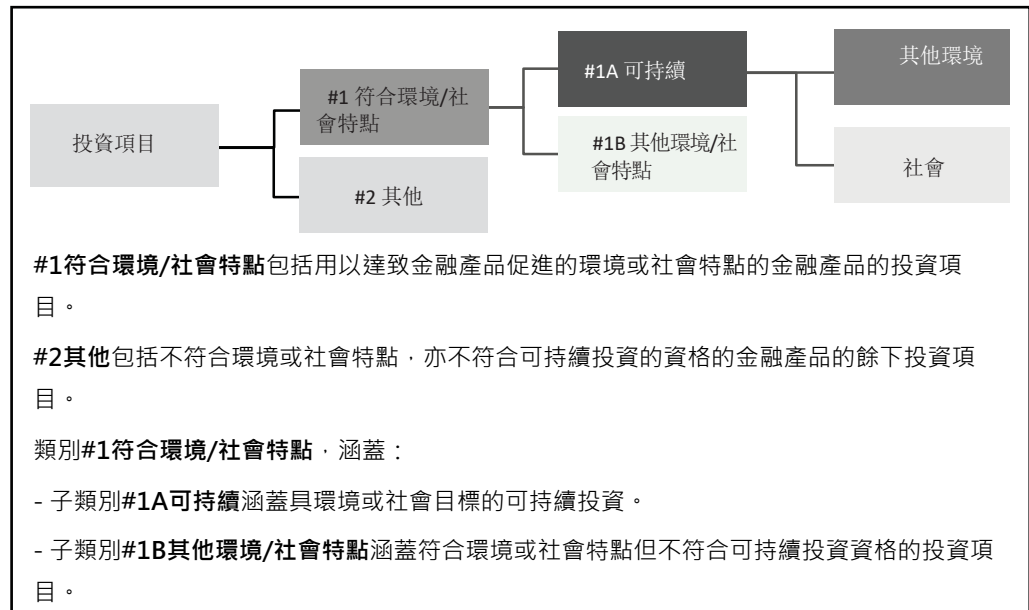 投資項目
#1 符合環境/社
會特點
#2 其他
#1A 可持續
#1B 其他環境/社
會特點
其他環境
社會
#1符合環境/社會特點包括用以達致金融產品促進的環境或社會特點的金融產品的投資項
目。
#2其他包括不符合環境或社會特點，亦不符合可持續投資的資格的金融產品的餘下投資項
目。
類別#1符合環境/社會特點，涵蓋：
- 子類別#1A可持續涵蓋具環境或社會目標的可持續投資。
- 子類別#1B其他環境/社會特點涵蓋符合環境或社會特點但不符合可持續投資資格的投資項
目。